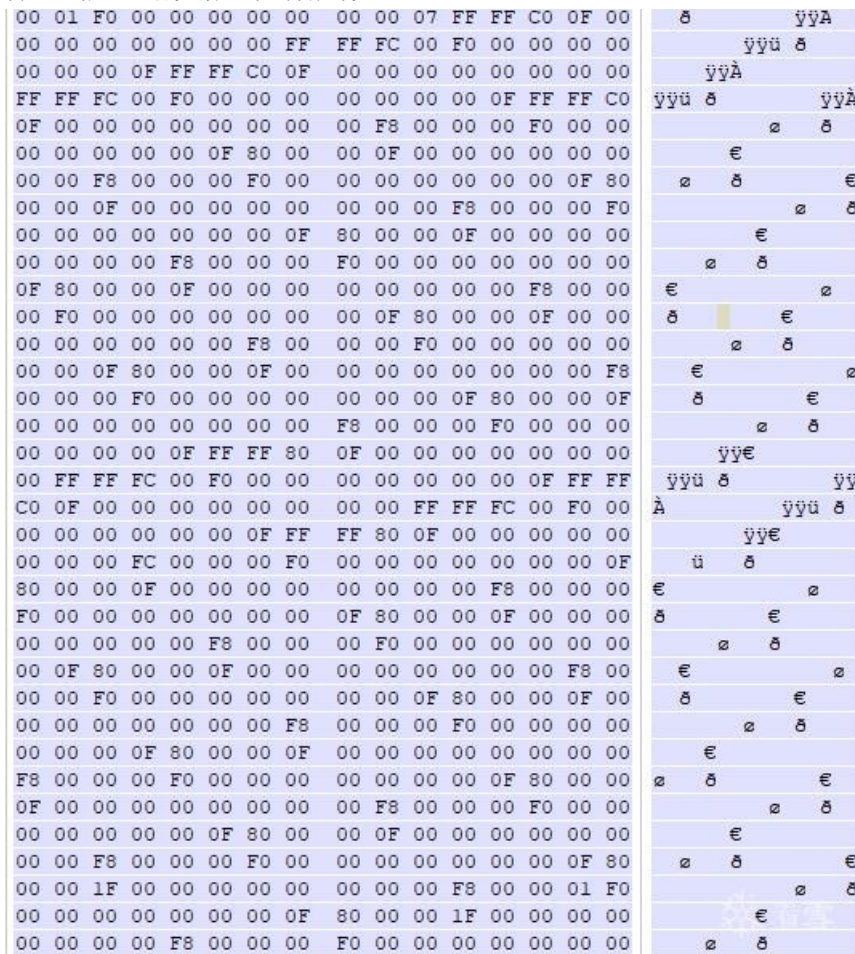 00 01 F0 00 00 00 00 00 00 00 07 FF FF C0 0F 00 ð ÿÿÀ
00 00 00 00 00 00 00 FF FF FC 00 F0 00 00 00 00 ÿÿü ð
00 00 00 0F FF FF C0 0F 00 00 00 00 00 00 00 00 ÿÿÀ
FF FF FC 00 F0 00 00 00 00 00 00 00 0F FF FF C0 ÿÿü ð ÿÿÀ
0F 00 00 00 00 00 00 00 00 F8 00 00 00 F0 00 00 ø ð
00 00 00 00 00 0F 80 00 00 0F 00 00 00 00 00 00 €
00 00 F8 00 00 00 F0 00 00 00 00 00 00 00 0F 80 ø ð €
00 00 0F 00 00 00 00 00 00 00 00 F8 00 00 00 F0 ø ð
00 00 00 00 00 00 00 0F 80 00 00 0F 00 00 00 00 €
00 00 00 00 F8 00 00 00 F0 00 00 00 00 00 00 00 ø ð
0F 80 00 00 0F 00 00 00 00 00 00 00 00 F8 00 00 € ø
00 F0 00 00 00 00 00 00 00 0F 80 00 00 0F 00 00 ð €
00 00 00 00 00 00 F8 00 00 00 F0 00 00 00 00 00 ø ð
00 00 0F 80 00 00 0F 00 00 00 00 00 00 00 00 F8 € ø
00 00 00 F0 00 00 00 00 00 00 00 0F 80 00 00 0F ð €
00 00 00 00 00 00 00 00 F8 00 00 00 F0 00 00 00 ø ð
00 00 00 00 0F FF FF 80 0F 00 00 00 00 00 00 00 ÿÿ€
00 FF FF FC 00 F0 00 00 00 00 00 00 00 0F FF FF ÿÿü ð ÿÿ
C0 0F 00 00 00 00 00 00 00 00 FF FF FC 00 F0 00 À ÿÿü ð
00 00 00 00 00 00 0F FF FF 80 0F 00 00 00 00 00 ÿÿ€
00 00 00 FC 00 00 00 F0 00 00 00 00 00 00 00 0F ü ð
80 00 00 0F 00 00 00 00 00 00 00 00 F8 00 00 00 € ø
F0 00 00 00 00 00 00 00 0F 80 00 00 0F 00 00 00 ð €
00 00 00 00 00 F8 00 00 00 F0 00 00 00 00 00 00 ø ð
00 0F 80 00 00 0F 00 00 00 00 00 00 00 00 F8 00 € ø
00 00 F0 00 00 00 00 00 00 00 0F 80 00 00 0F 00 ð €
00 00 00 00 00 00 00 F8 00 00 00 F0 00 00 00 00 ø ð
00 00 00 0F 80 00 00 0F 00 00 00 00 00 00 00 00 €
F8 00 00 00 F0 00 00 00 00 00 00 00 0F 80 00 00 ø ð €
0F 00 00 00 00 00 00 00 00 F8 00 00 00 F0 00 00 ø ð
00 00 00 00 00 0F 80 00 00 0F 00 00 00 00 00 00 €
00 00 F8 00 00 00 F0 00 00 00 00 00 00 00 0F 80 ø ð €
00 00 1F 00 00 00 00 00 00 00 00 F8 00 00 01 F0 ø ð
00 00 00 00 00 00 00 0F 80 00 00 1F 00 00 00 00 €
00 00 00 00 F8 00 00 00 F0 00 00 00 00 00 00 00 ø ð
看雪